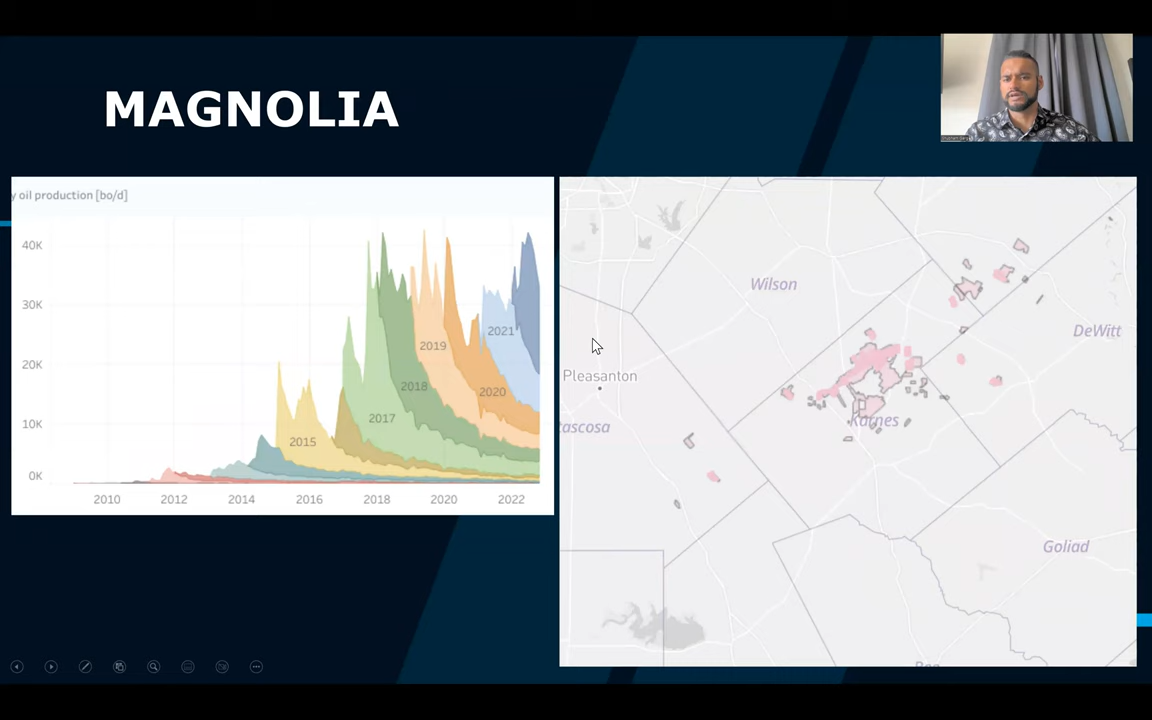 MAGNOLIA
y oil production [bo/d]
40K
30K
20K
10K
0K
2015
2017
2018
2019
2020
2021
2010
2012
2014
2016
2018
2020
2022
Wilson
DeWitt
Pleasanton
tascosa
Karnes
Goliad